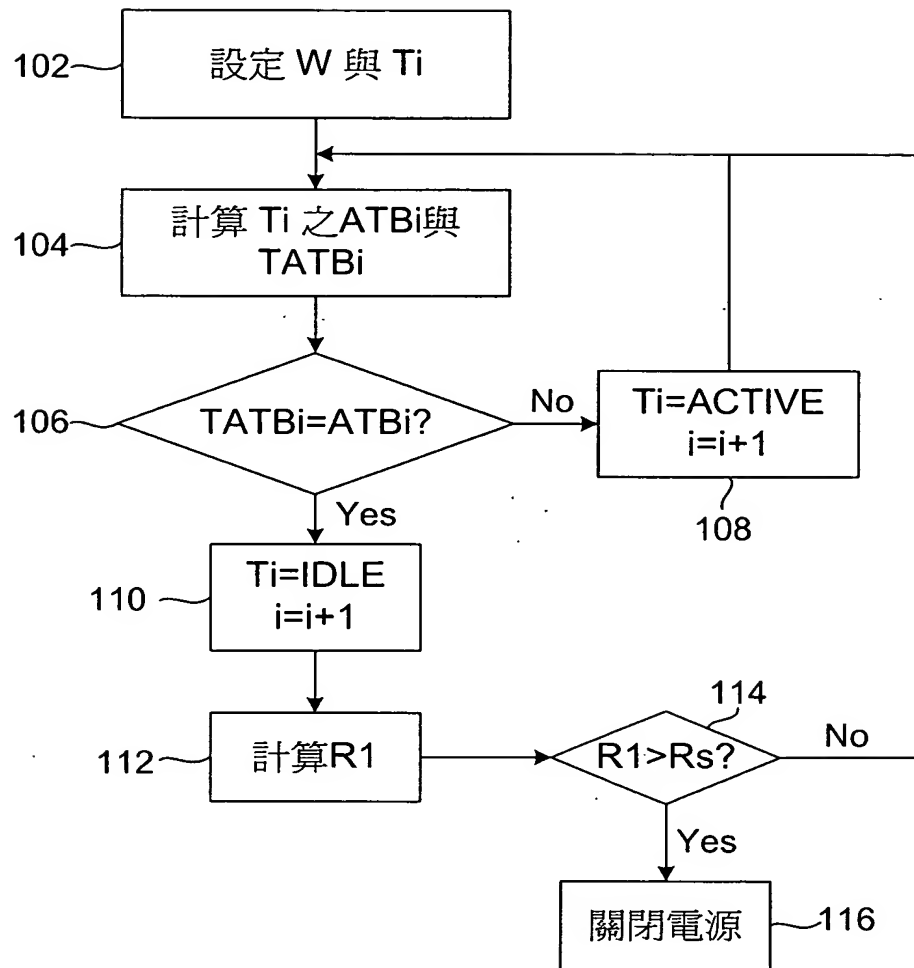 102
設定 W 與 Ti
104
計算 Ti 之ATBi與
TATBi
106
TATBi=ATBi?
No
Ti=ACTIVE
i=i+1
108
Yes
110
Ti=IDLE
i=i+1
112
計算R1
114
R1>Rs?
No
Yes
關閉電源
116